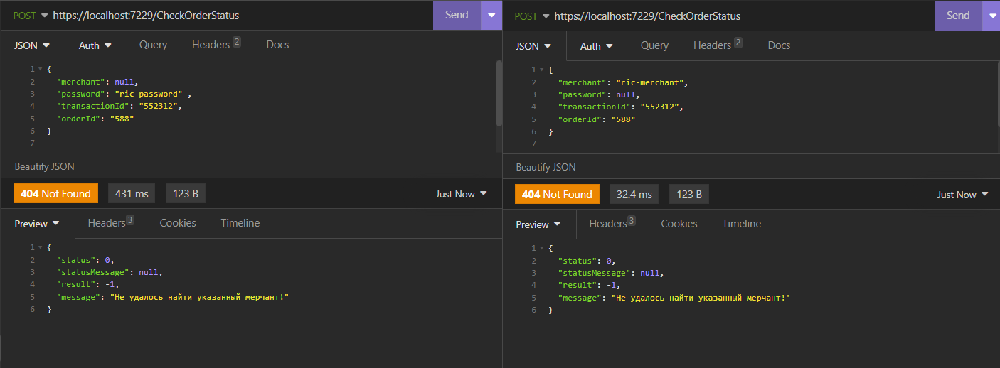 POST https://localhost:7229/CheckOrderStatus Send
JSON Auth Query Headers 2 Docs
1 {
2 "merchant": null,
3 "password": "ric-password" ,
4 "transactionId": "552312",
5 "orderId": "588"
6 }
7
Beautify JSON
404 Not Found 431 ms 123 B Just Now
Preview Headers 3 Cookies Timeline
1 {
2 "status": 0,
3 "statusMessage": null,
4 "result": -1,
5 "message": "Не удалось найти указанный мерчант!"
6 }
POST https://localhost:7229/CheckOrderStatus Send
JSON Auth Query Headers 2 Docs
1 {
2 "merchant": "ric-merchant",
3 "password": null,
4 "transactionId": "552312",
5 "orderId": "588"
6 }
7
Beautify JSON
404 Not Found 32.4 ms 123 B Just Now
Preview Headers 3 Cookies Timeline
1 {
2 "status": 0,
3 "statusMessage": null,
4 "result": -1,
5 "message": "Не удалось найти указанный мерчант!"
6 }